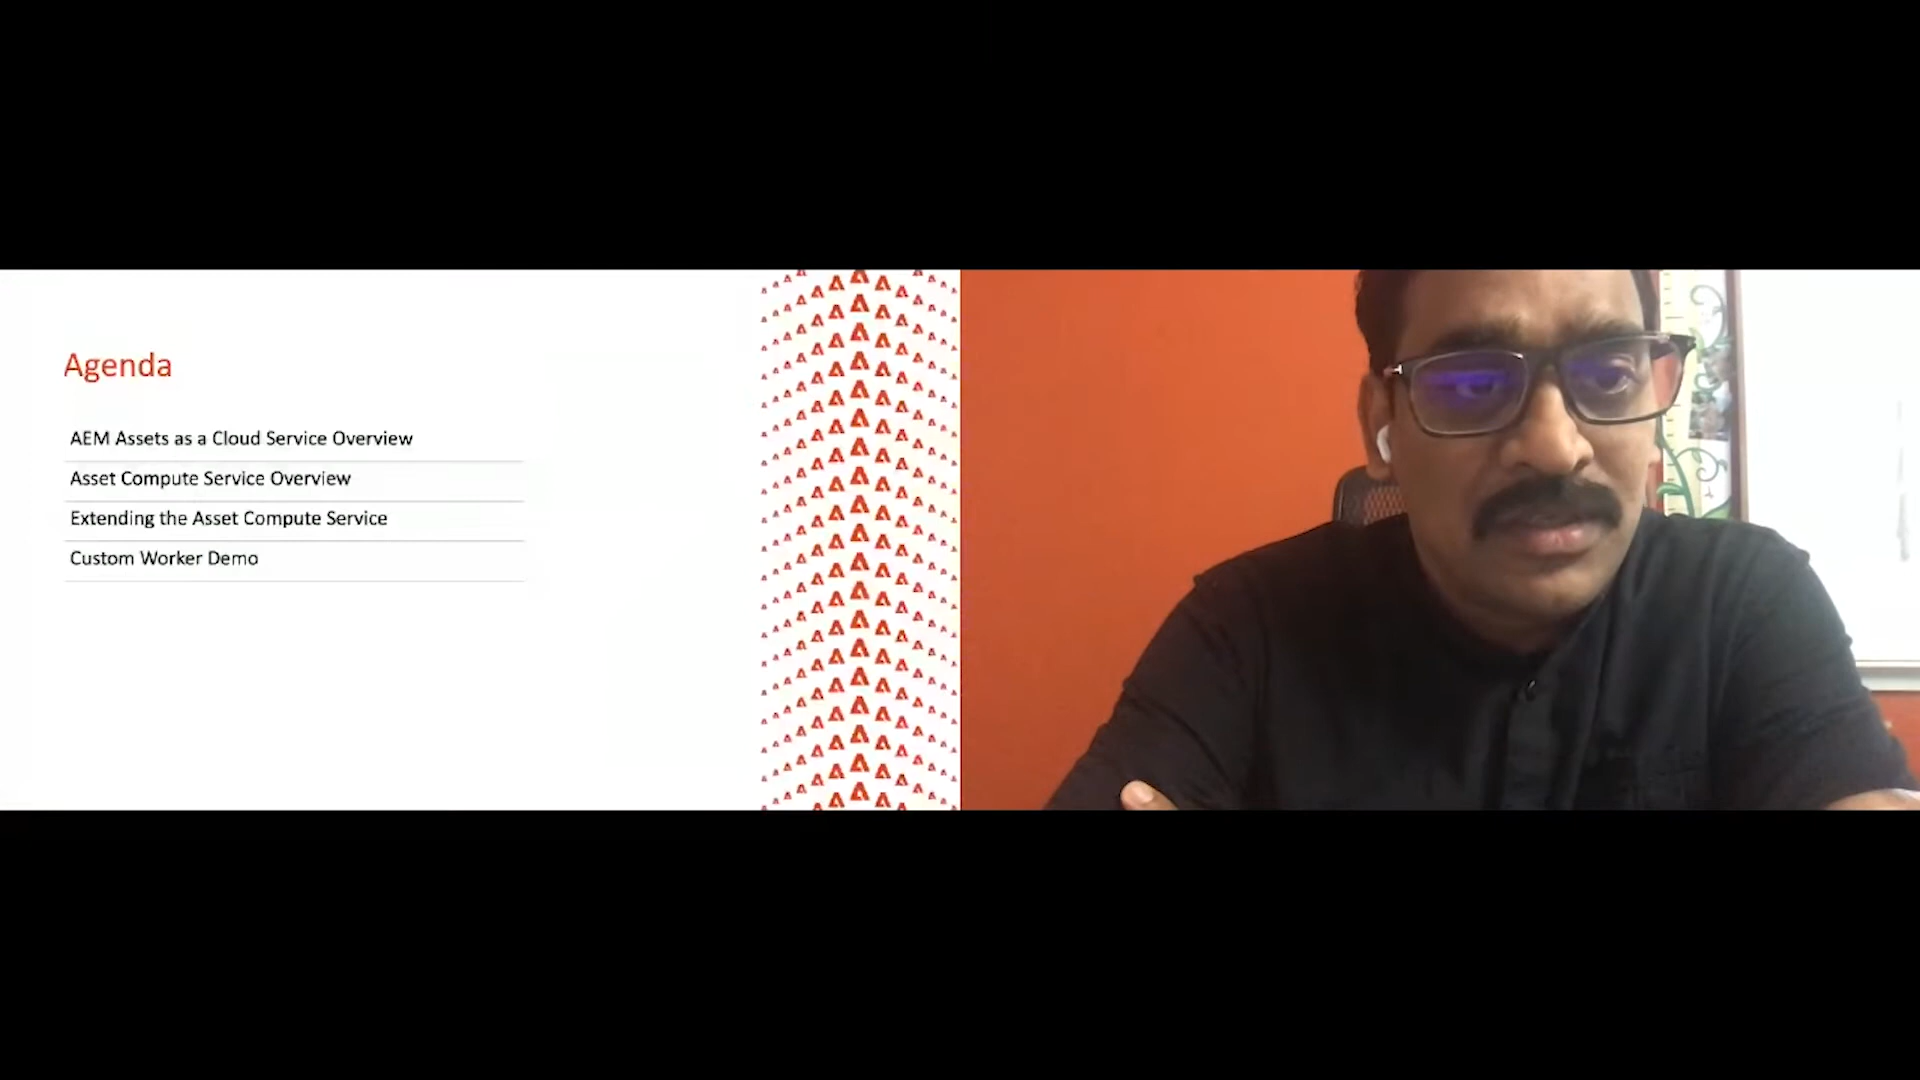 Agenda
AEM Assets as a Cloud Service Overview
Asset Compute Service Overview
Extending the Asset Compute Service
Custom Worker Demo